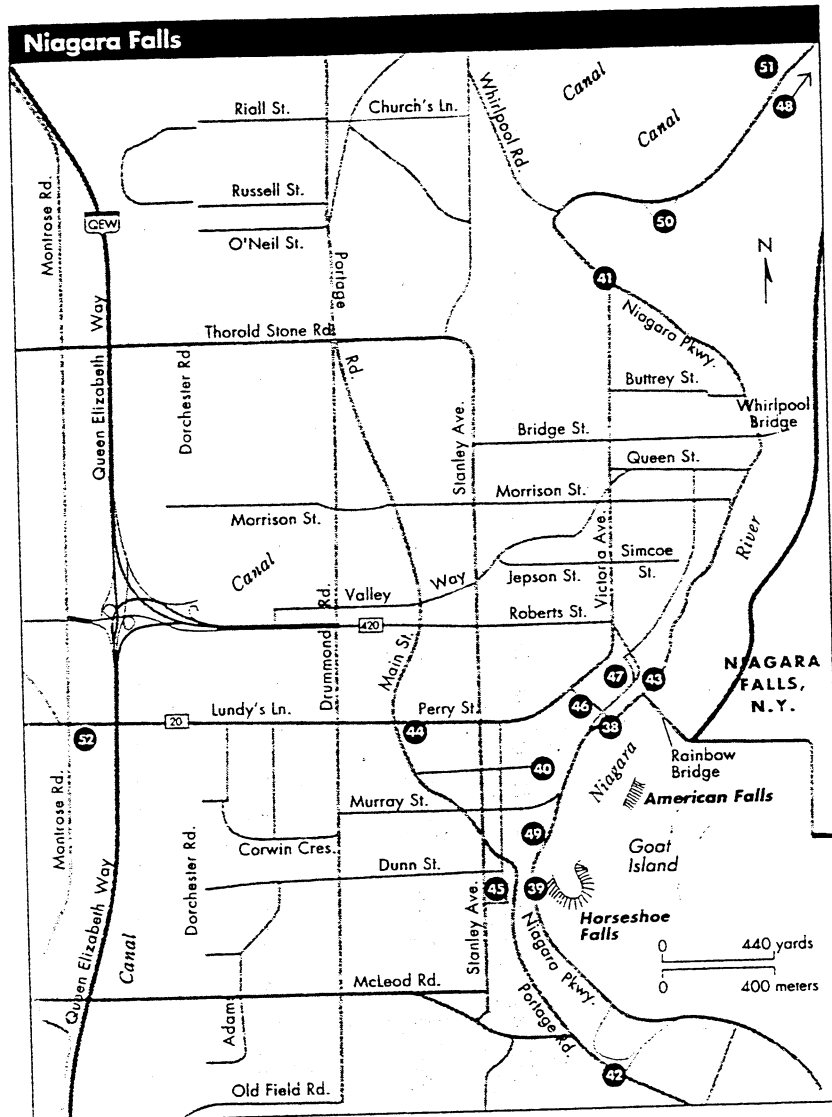 Niagara Falls
51
Canal
48
Riall St.
Church's Ln.
Whirlpool Rd.
Canal
Russell St.
Montrose Rd.
QEW
50
O'Neil St.
N
Portage
Rd.
41
Niagara Pkwy.
Thorold Stone Rd.
Queen Elizabeth Way
Dorchester Rd.
Buttrey St.
Whirlpool
Bridge
Stanley Ave.
Bridge St.
Queen St.
Morrison St.
Morrison St.
River
Canal
Victoria Ave.
Simcoe
St.
Jepson St.
Valley Way
Roberts St.
420
Drummond Rd.
Main St.
47
43
NIAGARA
FALLS,
N.Y.
46
Lundy's Ln.
Perry St.
20
38
52
44
Rainbow
Bridge
40
Niagara
American Falls
Montrose Rd.
Murray St.
49
Goat
Island
Corwin Cres.
Dorchester Rd.
Dunn St.
45
39
Horseshoe
Falls
Queen Elizabeth Way
Canal
Stanley Ave.
Niagara Pkwy.
0 440 yards
0 400 meters
McLeod Rd.
Adams
Portage Rd.
42
Old Field Rd.